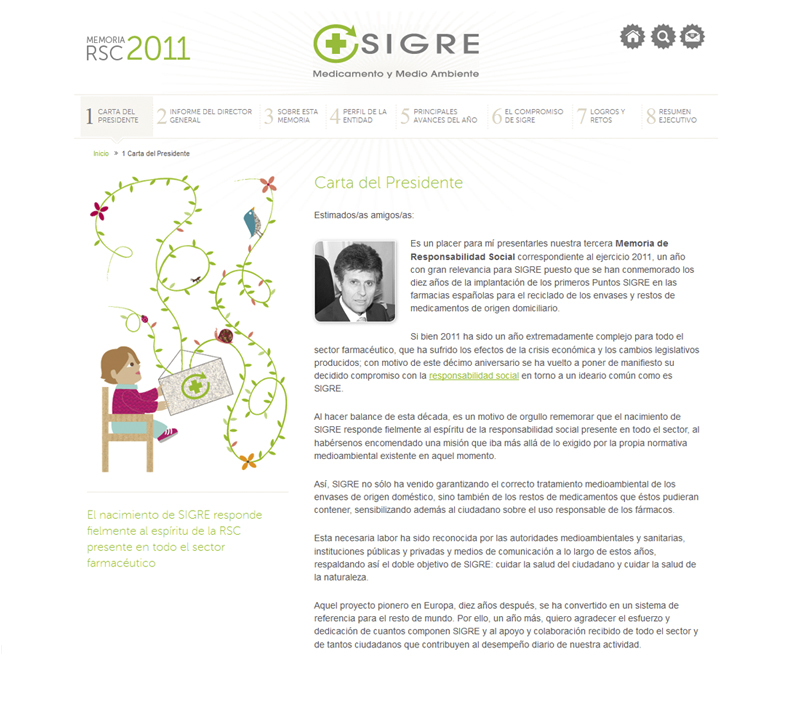 MEMORIA
RSC 2011
SIGRE
Medicamento y Medio Ambiente
1 CARTA DEL PRESIDENTE
2 INFORME DEL DIRECTOR GENERAL
3 SOBRE ESTA MEMORIA
4 PERFIL DE LA ENTIDAD
5 PRINCIPALES AVANCES DEL AÑO
6 EL COMPROMISO DE SIGRE
7 LOGROS Y RETOS
8 RESUMEN EJECUTIVO
Inicio » 1 Carta del Presidente
Carta del Presidente
Estimados/as amigos/as:
Es un placer para mí presentarles nuestra tercera Memoria de
Responsabilidad Social correspondiente al ejercicio 2011, un año
con gran relevancia para SIGRE puesto que se han conmemorado los
diez años de la implantación de los primeros Puntos SIGRE en las
farmacias españolas para el reciclado de los envases y restos de
medicamentos de origen domiciliario.
Si bien 2011 ha sido un año extremadamente complejo para todo el
sector farmacéutico, que ha sufrido los efectos de la crisis económica y los cambios legislativos
producidos; con motivo de este décimo aniversario se ha vuelto a poner de manifiesto su
decidido compromiso con la responsabilidad social en torno a un ideario común como es
SIGRE.
Al hacer balance de esta década, es un motivo de orgullo rememorar que el nacimiento de
SIGRE responde fielmente al espíritu de la responsabilidad social presente en todo el sector, al
habérsenos encomendado una misión que iba más allá de lo exigido por la propia normativa
medioambiental existente en aquel momento.
Así, SIGRE no sólo ha venido garantizando el correcto tratamiento medioambiental de los
envases de origen doméstico, sino también de los restos de medicamentos que éstos pudieran
contener, sensibilizando además al ciudadano sobre el uso responsable de los fármacos.
Esta necesaria labor ha sido reconocida por las autoridades medioambientales y sanitarias,
instituciones públicas y privadas y medios de comunicación a lo largo de estos años,
respaldando así el doble objetivo de SIGRE: cuidar la salud del ciudadano y cuidar la salud de
la naturaleza.
Aquel proyecto pionero en Europa, diez años después, se ha convertido en un sistema de
referencia para el resto de mundo. Por ello, un año más, quiero agradecer el esfuerzo y
dedicación de cuantos componen SIGRE y al apoyo y colaboración recibido de todo el sector y
de tantos ciudadanos que contribuyen al desempeño diario de nuestra actividad.
El nacimiento de SIGRE responde
fielmente al espíritu de la RSC
presente en todo el sector
farmacéutico